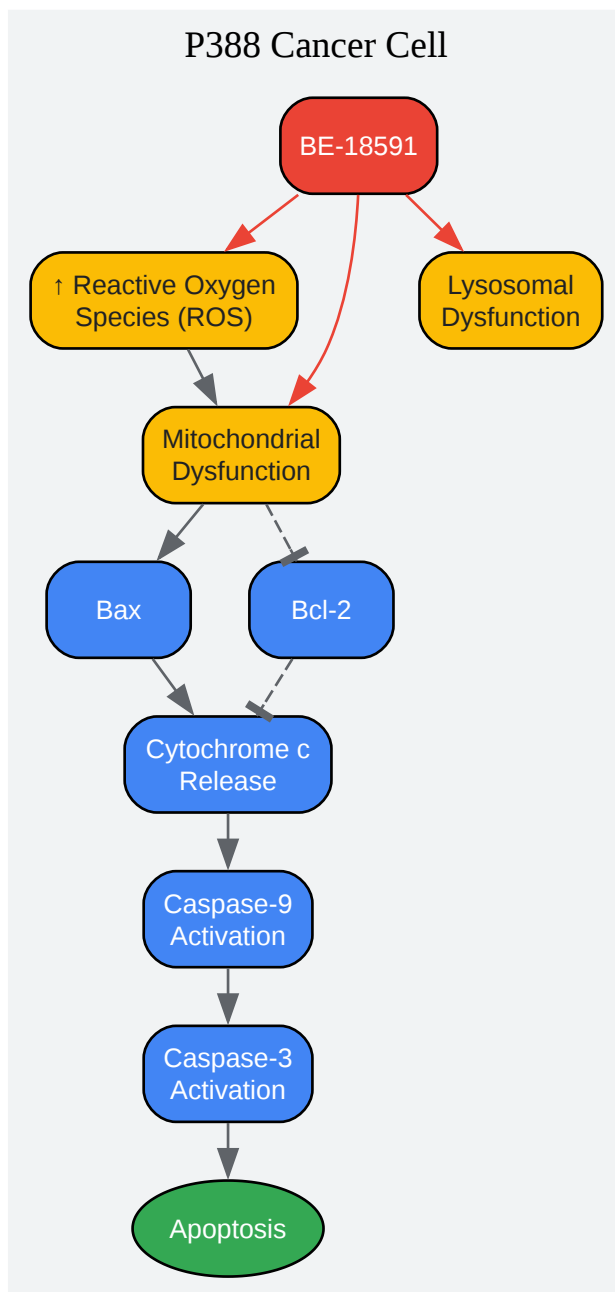 P388 Cancer Cell
BE-18591
↑ Reactive Oxygen
Species (ROS)
Lysosomal
Dysfunction
Mitochondrial
Dysfunction
Bax
Bcl-2
Cytochrome c
Release
Caspase-9
Activation
Caspase-3
Activation
Apoptosis